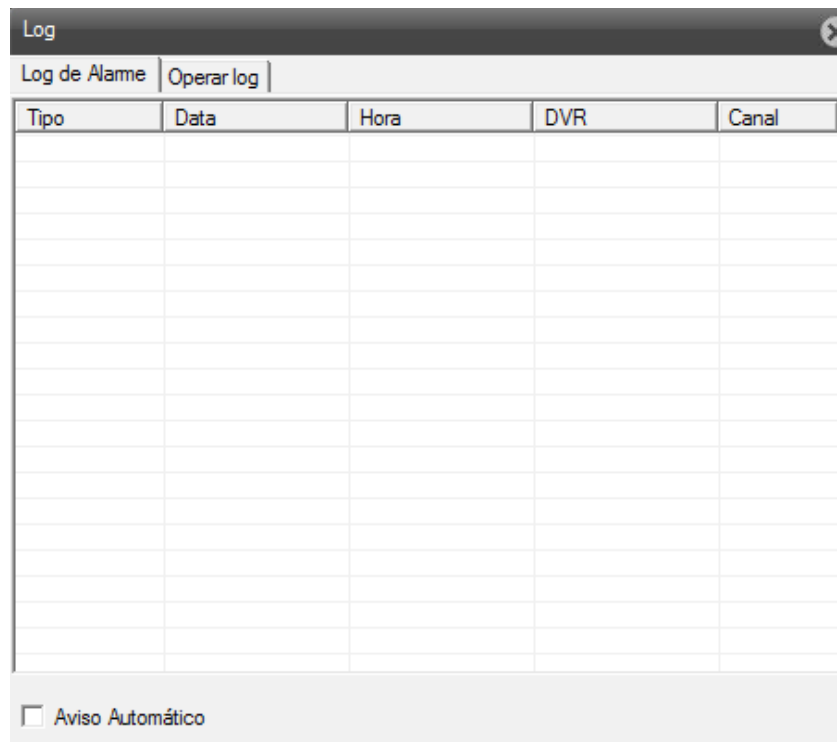 Log
Log de Alarme Operar log
Tipo Data Hora DVR Canal
Aviso Automático